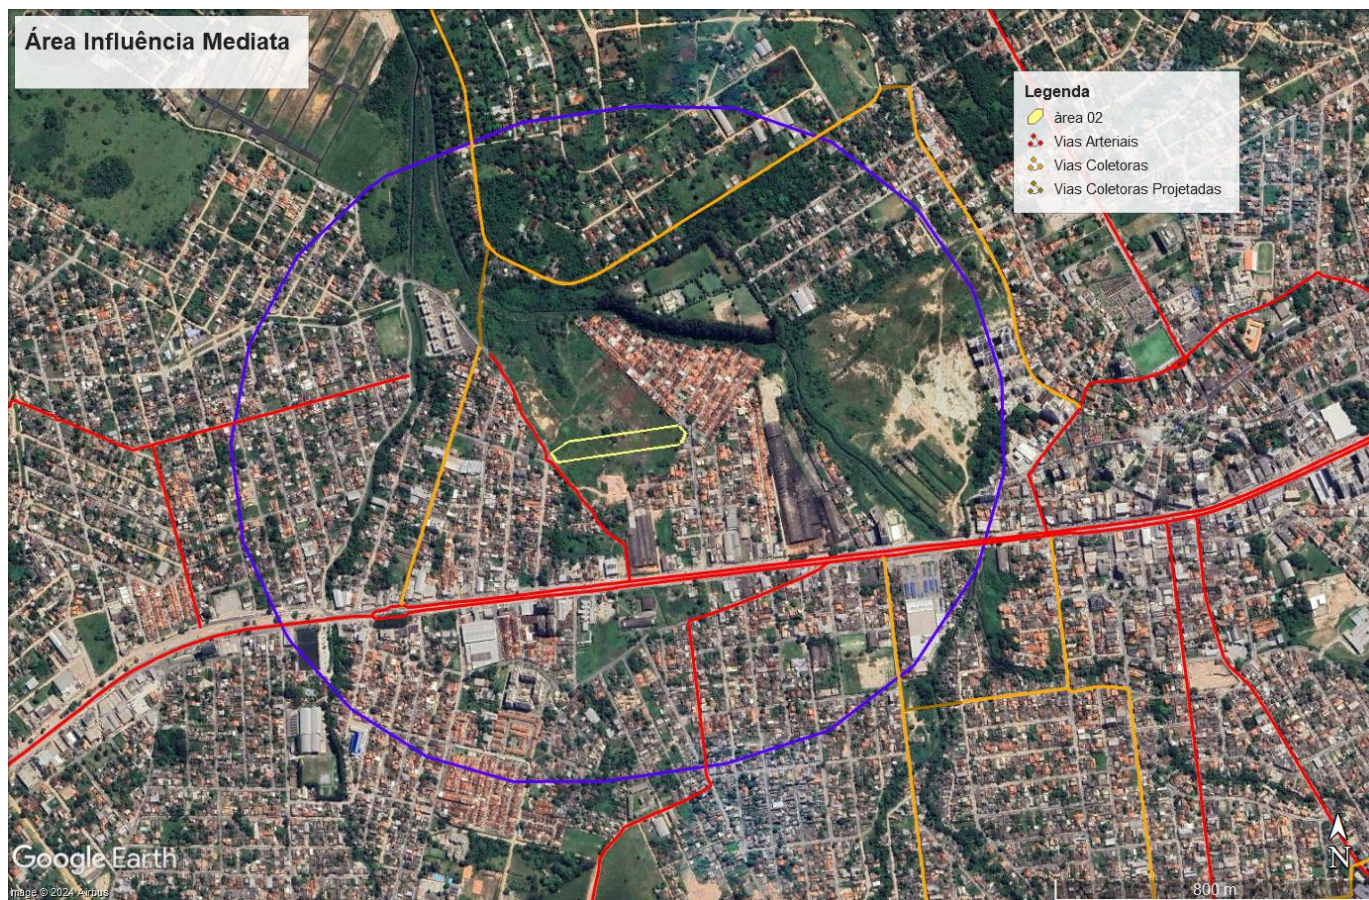 Área Influência Mediata
Legenda
àrea 02
Vias Arteriais
Vias Coletoras
Vias Coletoras Projetadas
Google Earth
Image © 2024 Airbus
N
800 m